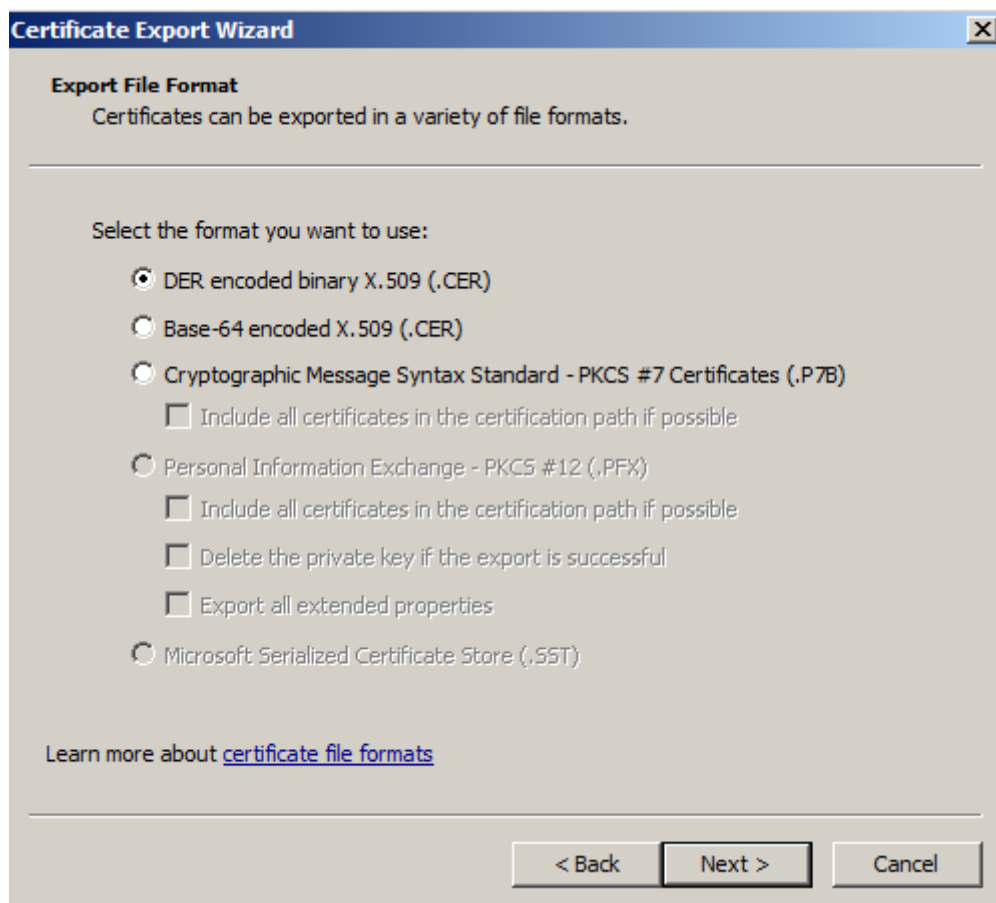 Certificate Export Wizard
Export File Format
Certificates can be exported in a variety of file formats.
Select the format you want to use:
DER encoded binary X.509 (.CER)
Base-64 encoded X.509 (.CER)
Cryptographic Message Syntax Standard - PKCS #7 Certificates (.P7B)
Include all certificates in the certification path if possible
Personal Information Exchange - PKCS #12 (.PFX)
Include all certificates in the certification path if possible
Delete the private key if the export is successful
Export all extended properties
Microsoft Serialized Certificate Store (.SST)
Learn more about certificate file formats
< Back Next > Cancel